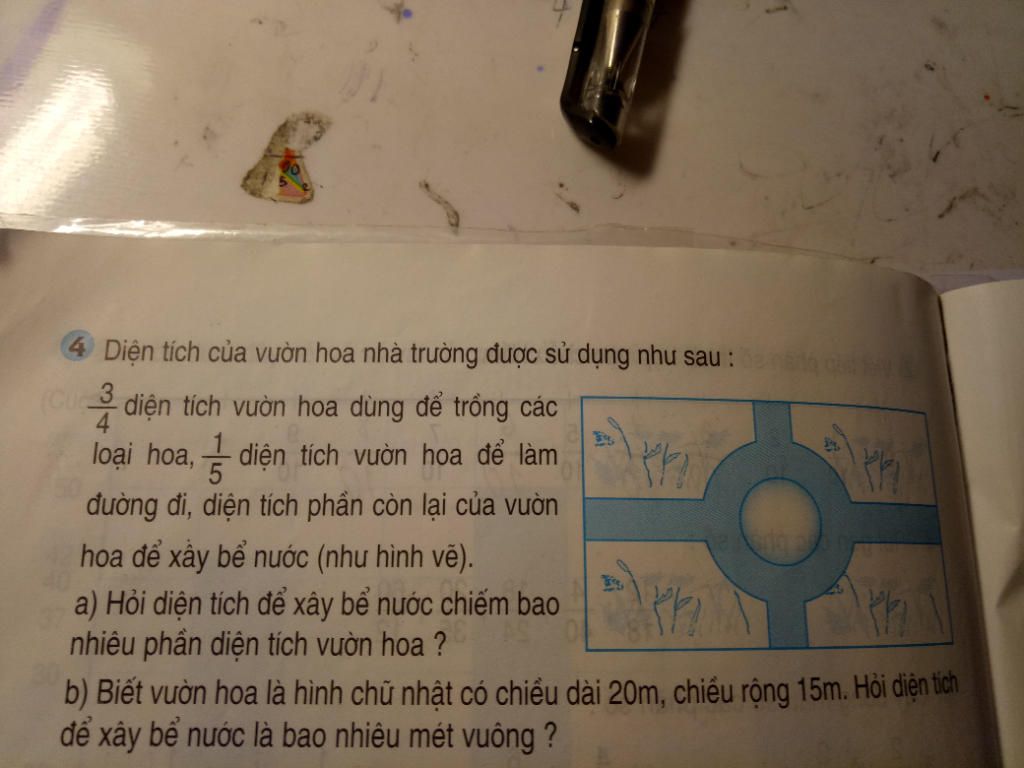 4 Diện tích của vườn hoa nhà trường được sử dụng như sau :
3/4 diện tích vườn hoa dùng để trồng các
loại hoa, 1/5 diện tích vườn hoa để làm
đường đi, diện tích phần còn lại của vườn
hoa để xây bể nước (như hình vẽ).
a) Hỏi diện tích để xây bể nước chiếm bao
nhiêu phần diện tích vườn hoa ?
b) Biết vườn hoa là hình chữ nhật có chiều dài 20m, chiều rộng 15m. Hỏi diện tích
để xây bể nước là bao nhiêu mét vuông ?